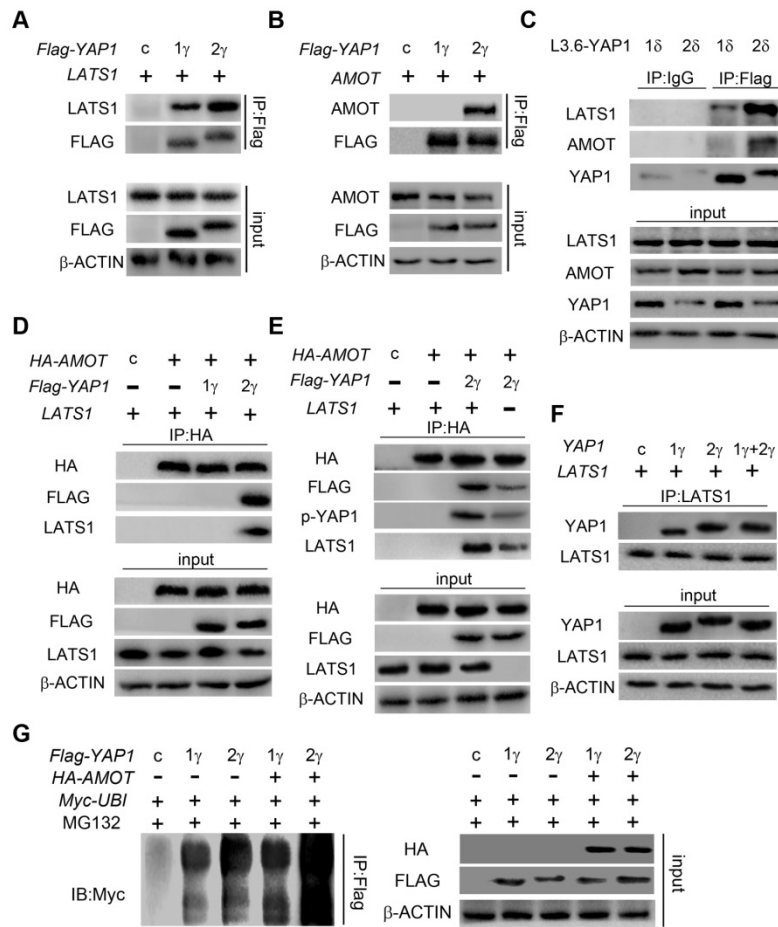 A
Flag-YAP1 c 1γ 2γ
LATS1 + + +
LATS1
FLAG
IP:Flag
LATS1
FLAG
β-ACTIN
input
B
Flag-YAP1 c 1γ 2γ
AMOT + + +
AMOT
FLAG
IP:Flag
AMOT
FLAG
β-ACTIN
input
C
L3.6-YAP1 1δ 2δ 1δ 2δ
IP:IgG IP:Flag
LATS1
AMOT
YAP1
input
LATS1
AMOT
YAP1
β-ACTIN
D
HA-AMOT c + + +
Flag-YAP1 - - 1γ 2γ
LATS1 + + + +
IP:HA
HA
FLAG
LATS1
input
HA
FLAG
LATS1
β-ACTIN
E
HA-AMOT c + + +
Flag-YAP1 - - 2γ 2γ
LATS1 + + + -
IP:HA
HA
FLAG
p-YAP1
LATS1
input
HA
FLAG
LATS1
β-ACTIN
F
YAP1 c 1γ 2γ 1γ+2γ
LATS1 + + + +
IP:LATS1
YAP1
LATS1
input
YAP1
LATS1
β-ACTIN
G
Flag-YAP1 c 1γ 2γ 1γ 2γ
HA-AMOT - - - + +
Myc-UBI + + + + +
MG132 + + + + +
IB:Myc
IP:Flag
c 1γ 2γ 1γ 2γ
- - - + +
+ + + + +
+ + + + +
HA
FLAG
β-ACTIN
input